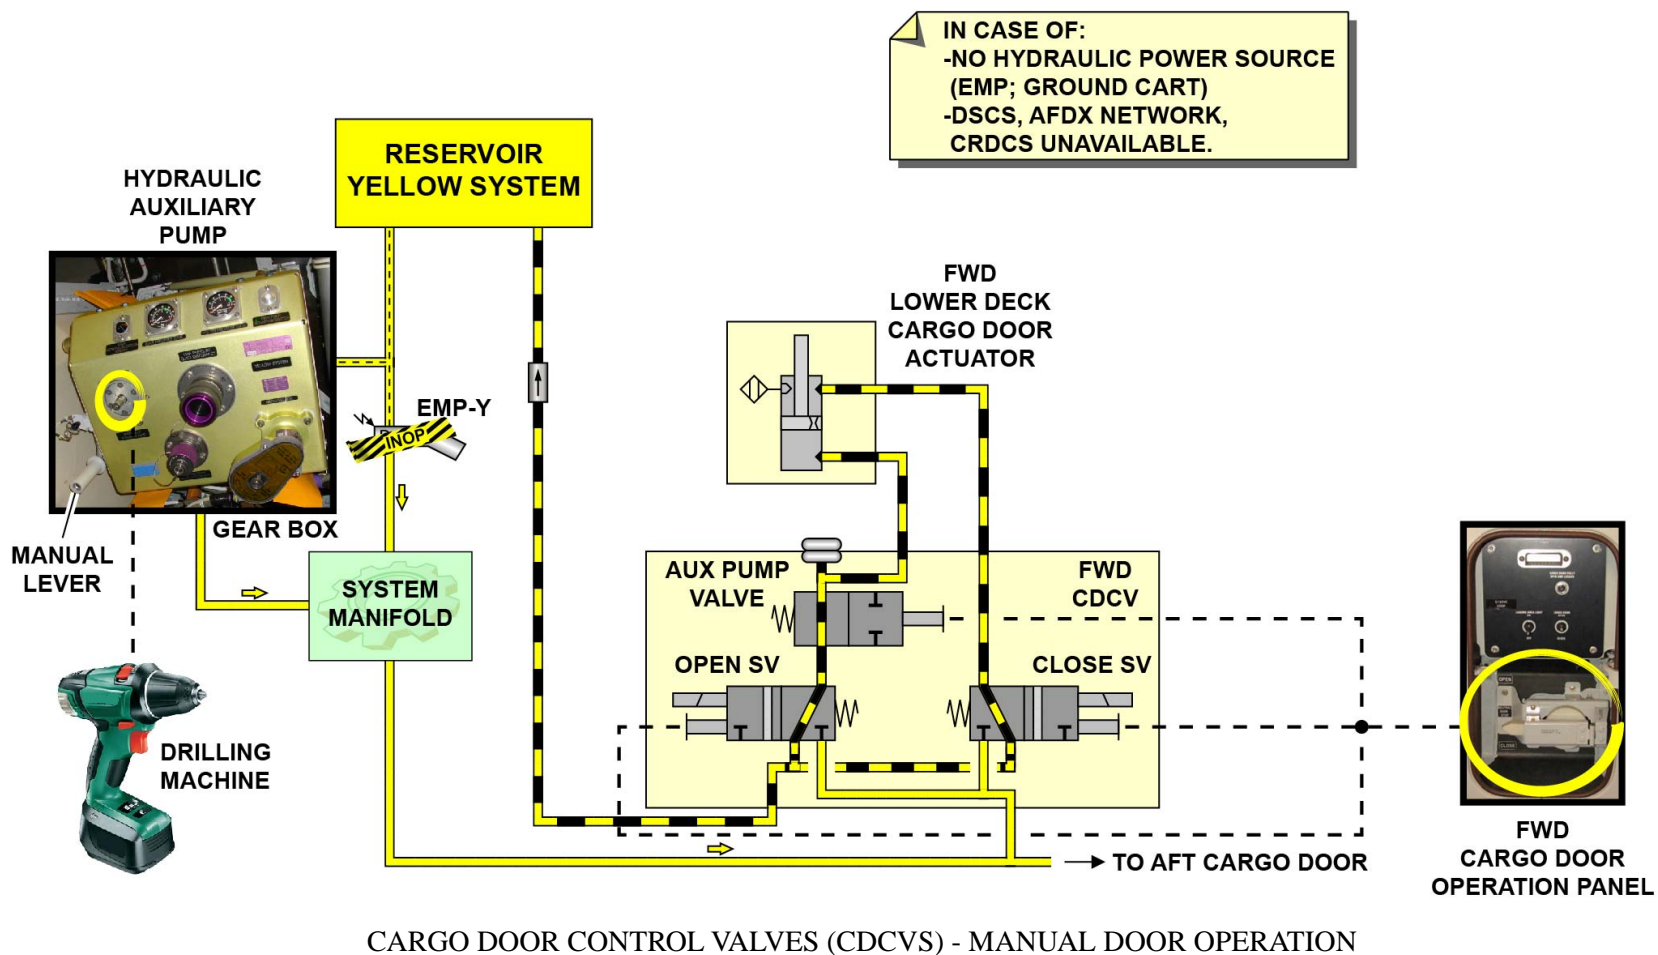 IN CASE OF:
-NO HYDRAULIC POWER SOURCE
(EMP; GROUND CART)
-DSCS, AFDX NETWORK,
CRDCS UNAVAILABLE.
RESERVOIR
YELLOW SYSTEM
HYDRAULIC
AUXILIARY
PUMP
FWD
LOWER DECK
CARGO DOOR
ACTUATOR
EMP-Y
INOP
GEAR BOX
MANUAL
LEVER
SYSTEM
MANIFOLD
AUX PUMP
VALVE
FWD
CDCV
OPEN SV
CLOSE SV
DRILLING
MACHINE
OPEN
CLOSE
FWD
CARGO DOOR
OPERATION PANEL
TO AFT CARGO DOOR
CARGO DOOR CONTROL VALVES (CDCVS) - MANUAL DOOR OPERATION